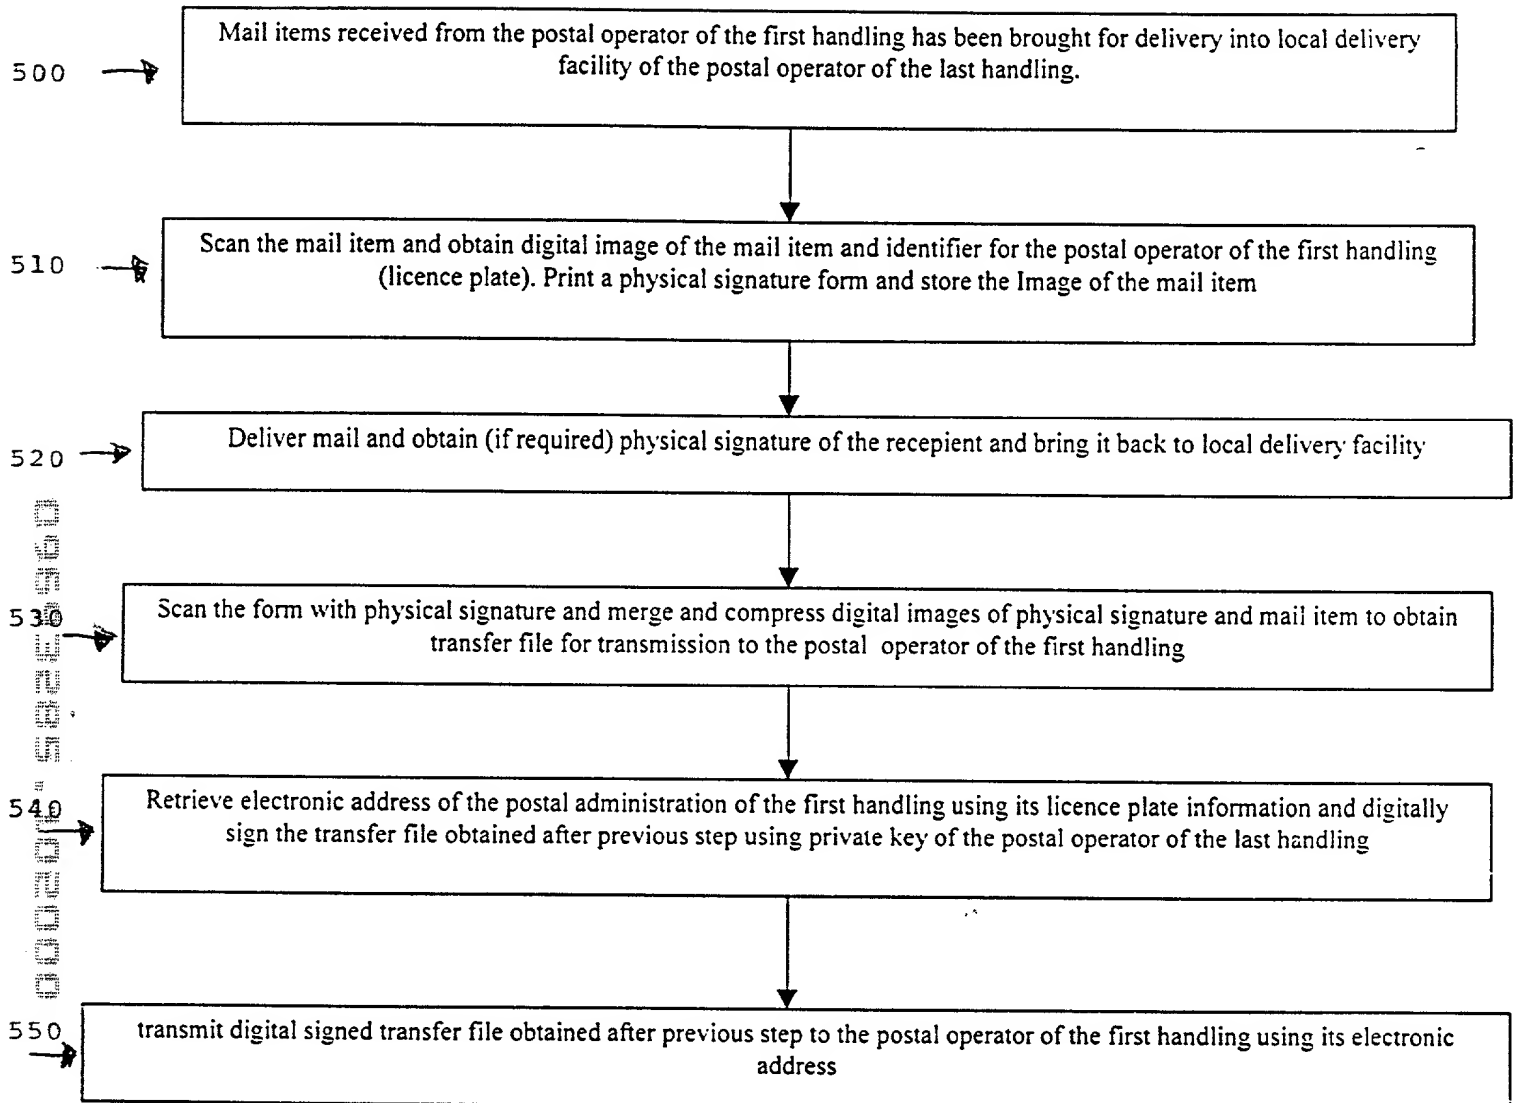 Mail items received from the postal operator of the first handling has been brought for delivery into local delivery
facility of the postal operator of the last handling.
500
Scan the mail item and obtain digital image of the mail item and identifier for the postal operator of the first handling
(licence plate). Print a physical signature form and store the Image of the mail item
510
Deliver mail and obtain (if required) physical signature of the recepient and bring it back to local delivery facility
520
Scan the form with physical signature and merge and compress digital images of physical signature and mail item to obtain
transfer file for transmission to the postal operator of the first handling
530
Retrieve electronic address of the postal administration of the first handling using its licence plate information and digitally
sign the transfer file obtained after previous step using private key of the postal operator of the last handling
540
transmit digital signed transfer file obtained after previous step to the postal operator of the first handling using its electronic
address
550